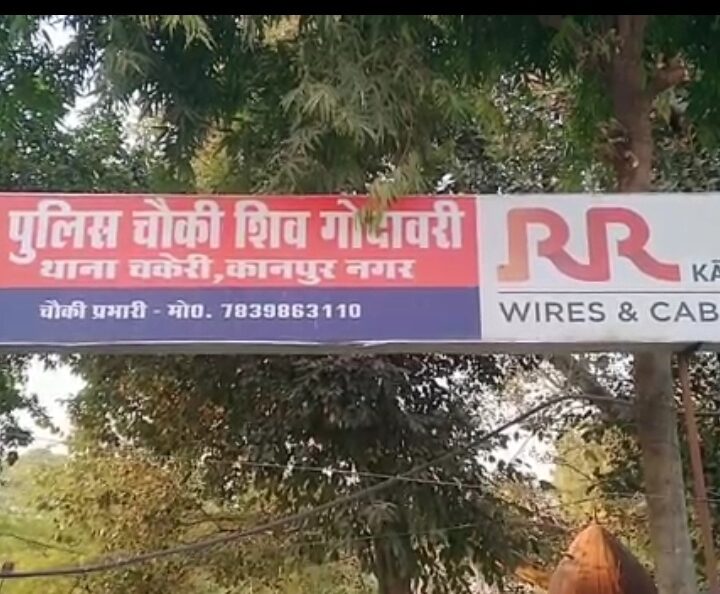 पुलिस चौकी शिव गोदावरी
थाना चकेरी,कानपुर नगर
चौकी प्रभारी - मो0. 7839863110
RR
WIRES & CAB